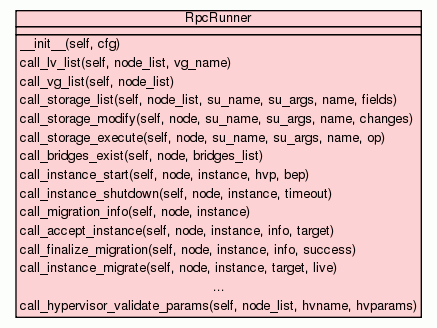 RpcRunner
__init__(self, cfg)
call_lv_list(self, node_list, vg_name)
call_vg_list(self, node_list)
call_storage_list(self, node_list, su_name, su_args, name, fields)
call_storage_modify(self, node, su_name, su_args, name, changes)
call_storage_execute(self, node, su_name, su_args, name, op)
call_bridges_exist(self, node, bridges_list)
call_instance_start(self, node, instance, hvp, bep)
call_instance_shutdown(self, node, instance, timeout)
call_migration_info(self, node, instance)
call_accept_instance(self, node, instance, info, target)
call_finalize_migration(self, node, instance, info, success)
call_instance_migrate(self, node, instance, target, live)
...
call_hypervisor_validate_params(self, node_list, hvname, hvparams)